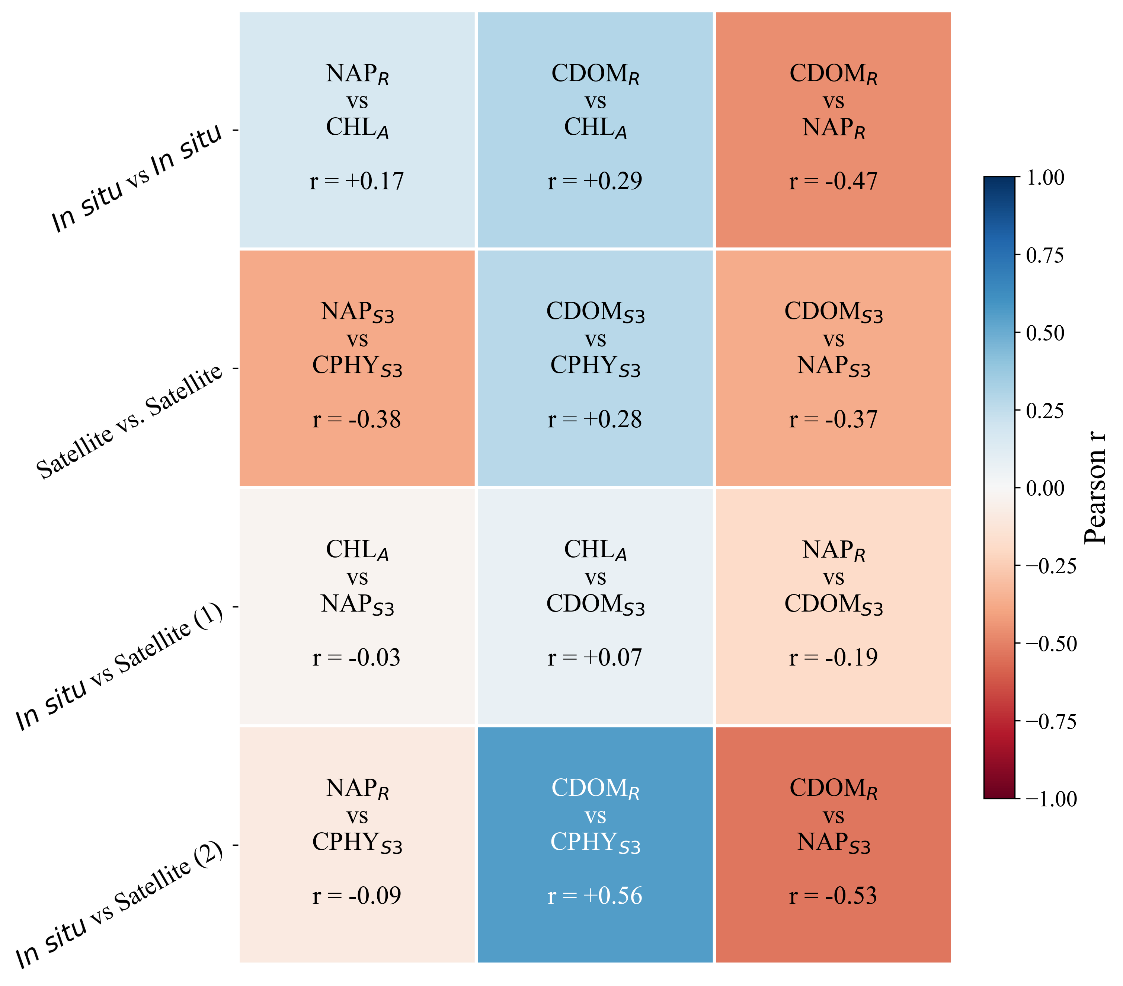 NAP_R
vs
CHL_A
r = +0.17
CDOM_R
vs
CHL_A
r = +0.29
CDOM_R
vs
NAP_R
r = -0.47
In situ vs In situ
NAP_S3
vs
CPHY_S3
r = -0.38
CDOM_S3
vs
CPHY_S3
r = +0.28
CDOM_S3
vs
NAP_S3
r = -0.37
Satellite vs. Satellite
CHL_A
vs
NAP_S3
r = -0.03
CHL_A
vs
CDOM_S3
r = +0.07
NAP_R
vs
CDOM_S3
r = -0.19
In situ vs Satellite (1)
NAP_R
vs
CPHY_S3
r = -0.09
CDOM_R
vs
CPHY_S3
r = +0.56
CDOM_R
vs
NAP_S3
r = -0.53
In situ vs Satellite (2)
1.00
0.75
0.50
0.25
0.00
−0.25
−0.50
−0.75
−1.00
Pearson r